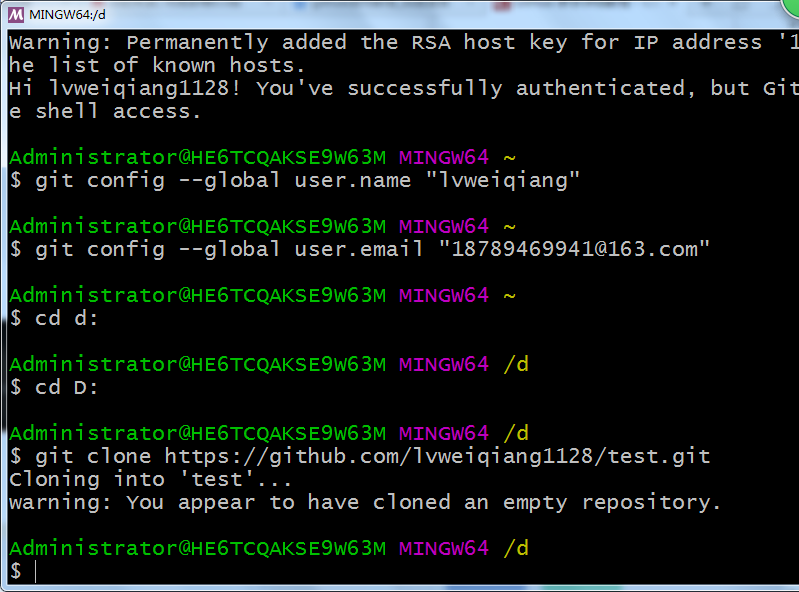 MINGW64:/d
Warning: Permanently added the RSA host key for IP address '1
he list of known hosts.
Hi lvweiqiang1128! You've successfully authenticated, but Git
e shell access.
Administrator@HE6TCQAKSE9W63M MINGW64 ~
$ git config --global user.name "lvweiqiang"
Administrator@HE6TCQAKSE9W63M MINGW64 ~
$ git config --global user.email "18789469941@163.com"
Administrator@HE6TCQAKSE9W63M MINGW64 ~
$ cd d:
Administrator@HE6TCQAKSE9W63M MINGW64 /d
$ cd D:
Administrator@HE6TCQAKSE9W63M MINGW64 /d
$ git clone https://github.com/lvweiqiang1128/test.git
Cloning into 'test'...
warning: You appear to have cloned an empty repository.
Administrator@HE6TCQAKSE9W63M MINGW64 /d
$